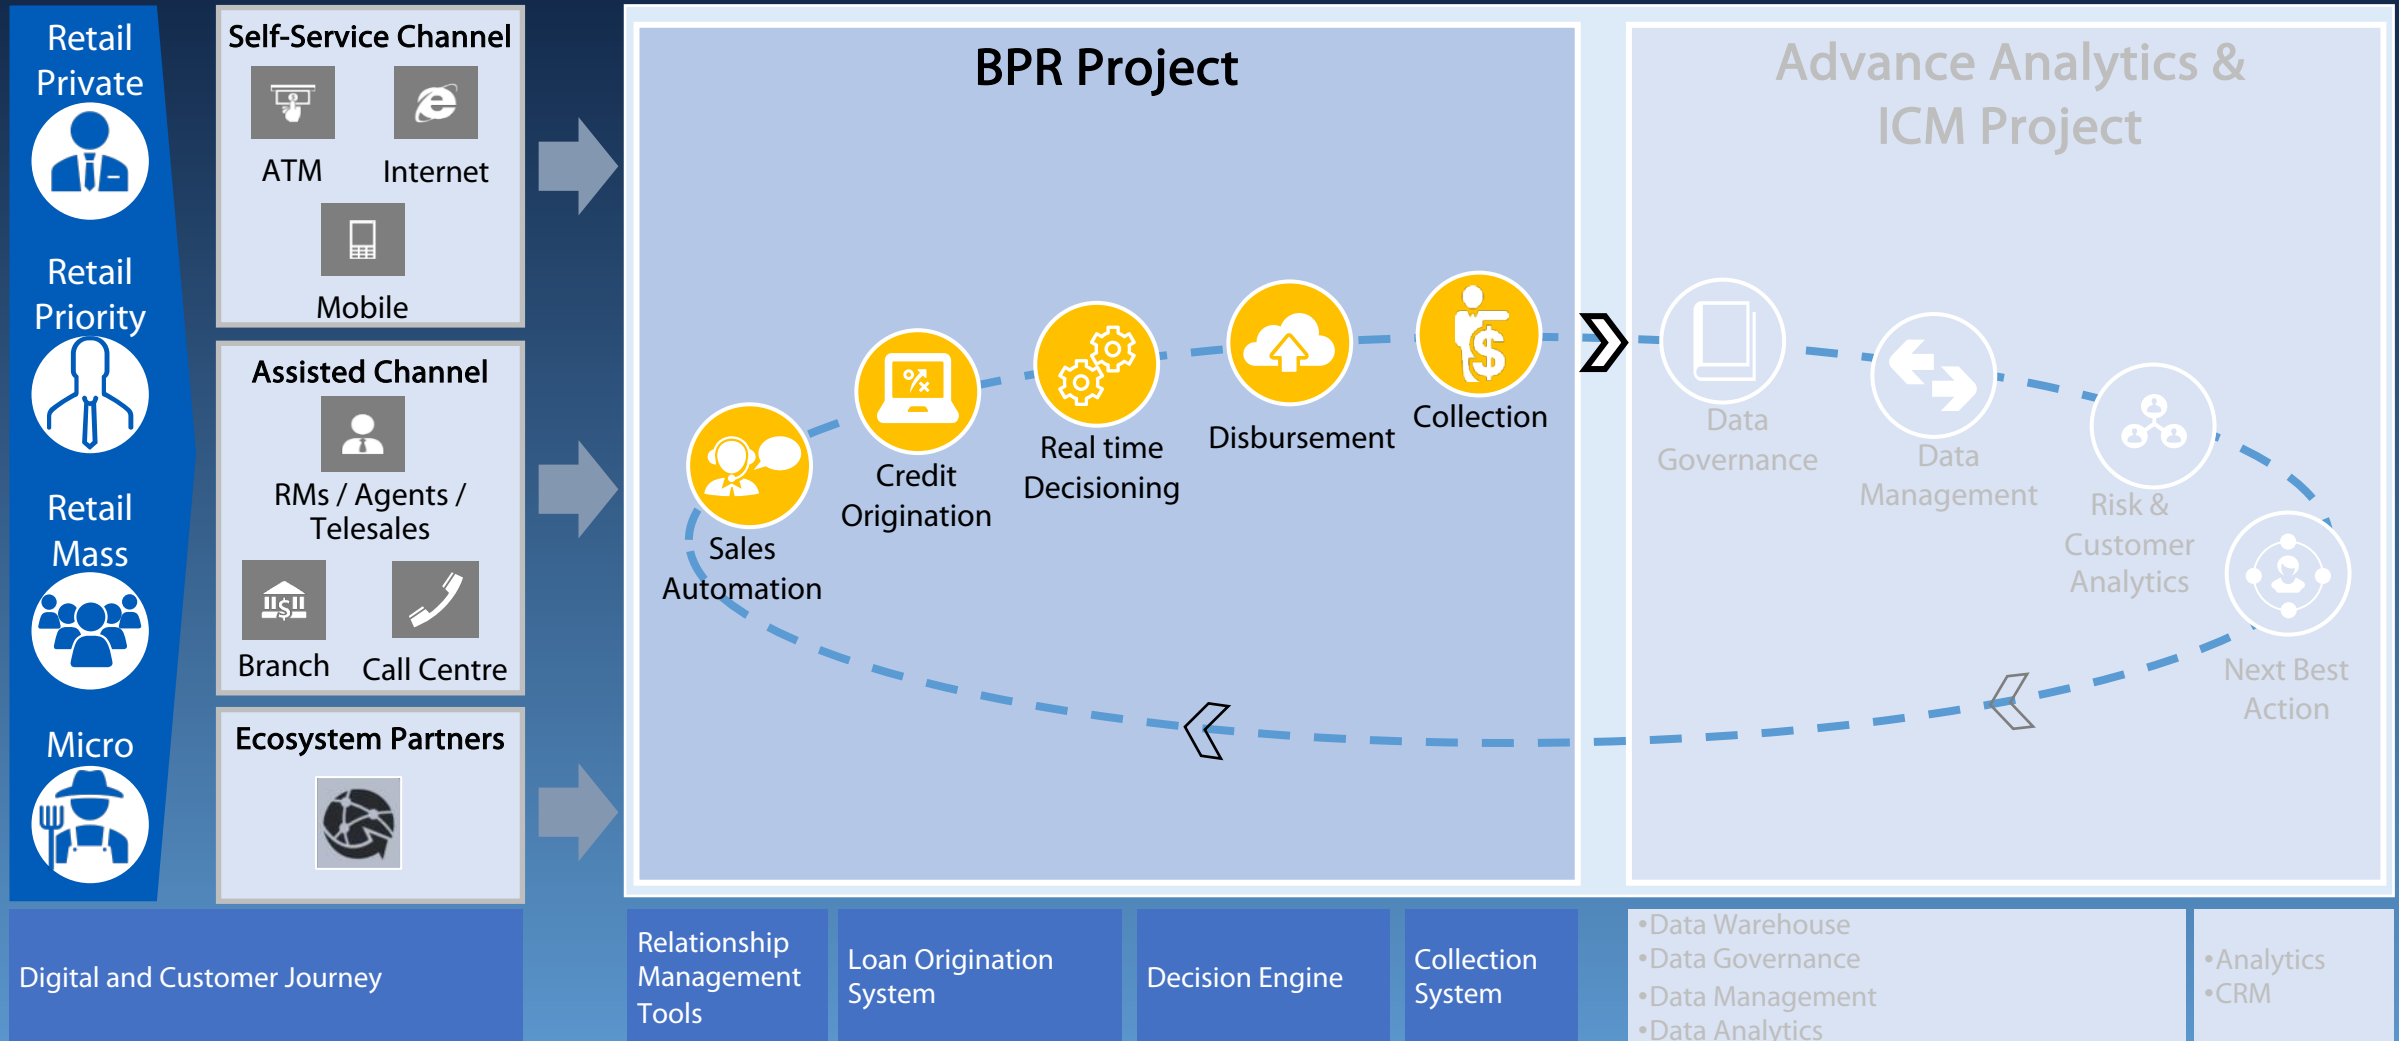 Retail
Private
Retail
Priority
Retail
Mass
Micro
Self-Service Channel
ATM
Internet
Mobile
Assisted Channel
RMs / Agents /
Telesales
Branch
Call Centre
Ecosystem Partners
BPR Project
Sales
Automation
Credit
Origination
Real time
Decisioning
Disbursement
Collection
Advance Analytics &
ICM Project
Data
Governance
Data
Management
Risk &
Customer
Analytics
Next Best
Action
Digital and Customer Journey
Relationship
Management
Tools
Loan Origination
System
Decision Engine
Collection
System
•Data Warehouse
•Data Governance
•Data Management
•Data Analytics
•Analytics
•CRM